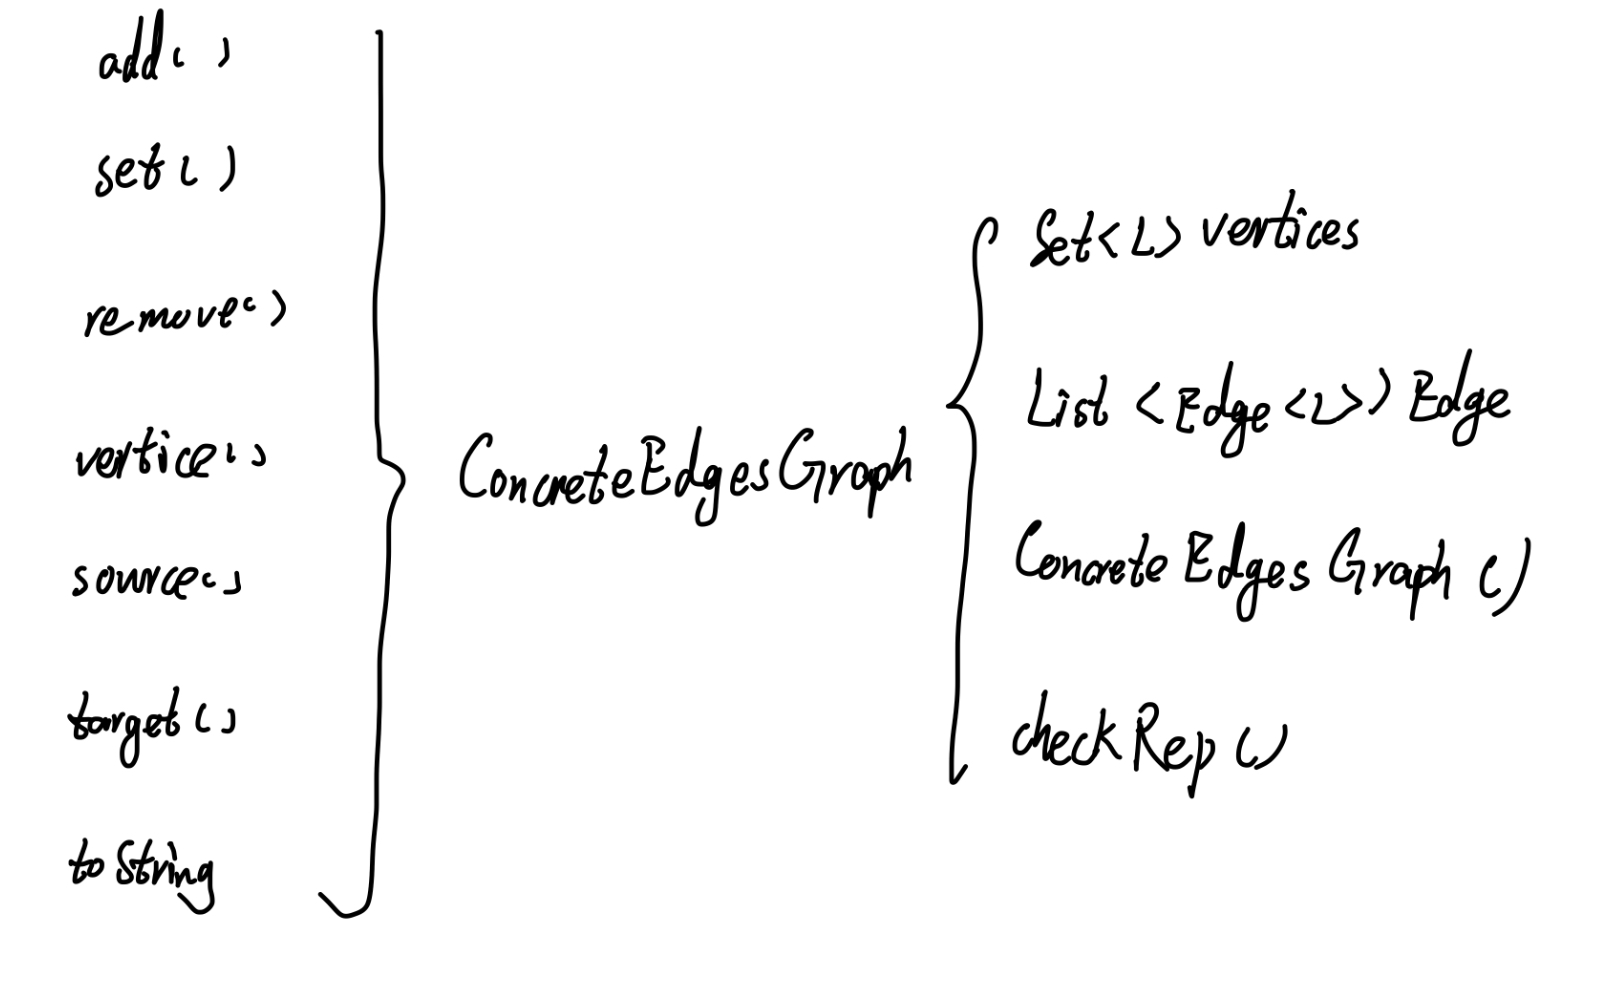 add()
set()
remove()
vertice()
source()
target()
toString
ConcreteEdgesGraph
Set<L> vertices
List <Edge<L>> Edge
ConcreteEdgesGraph()
checkRep()